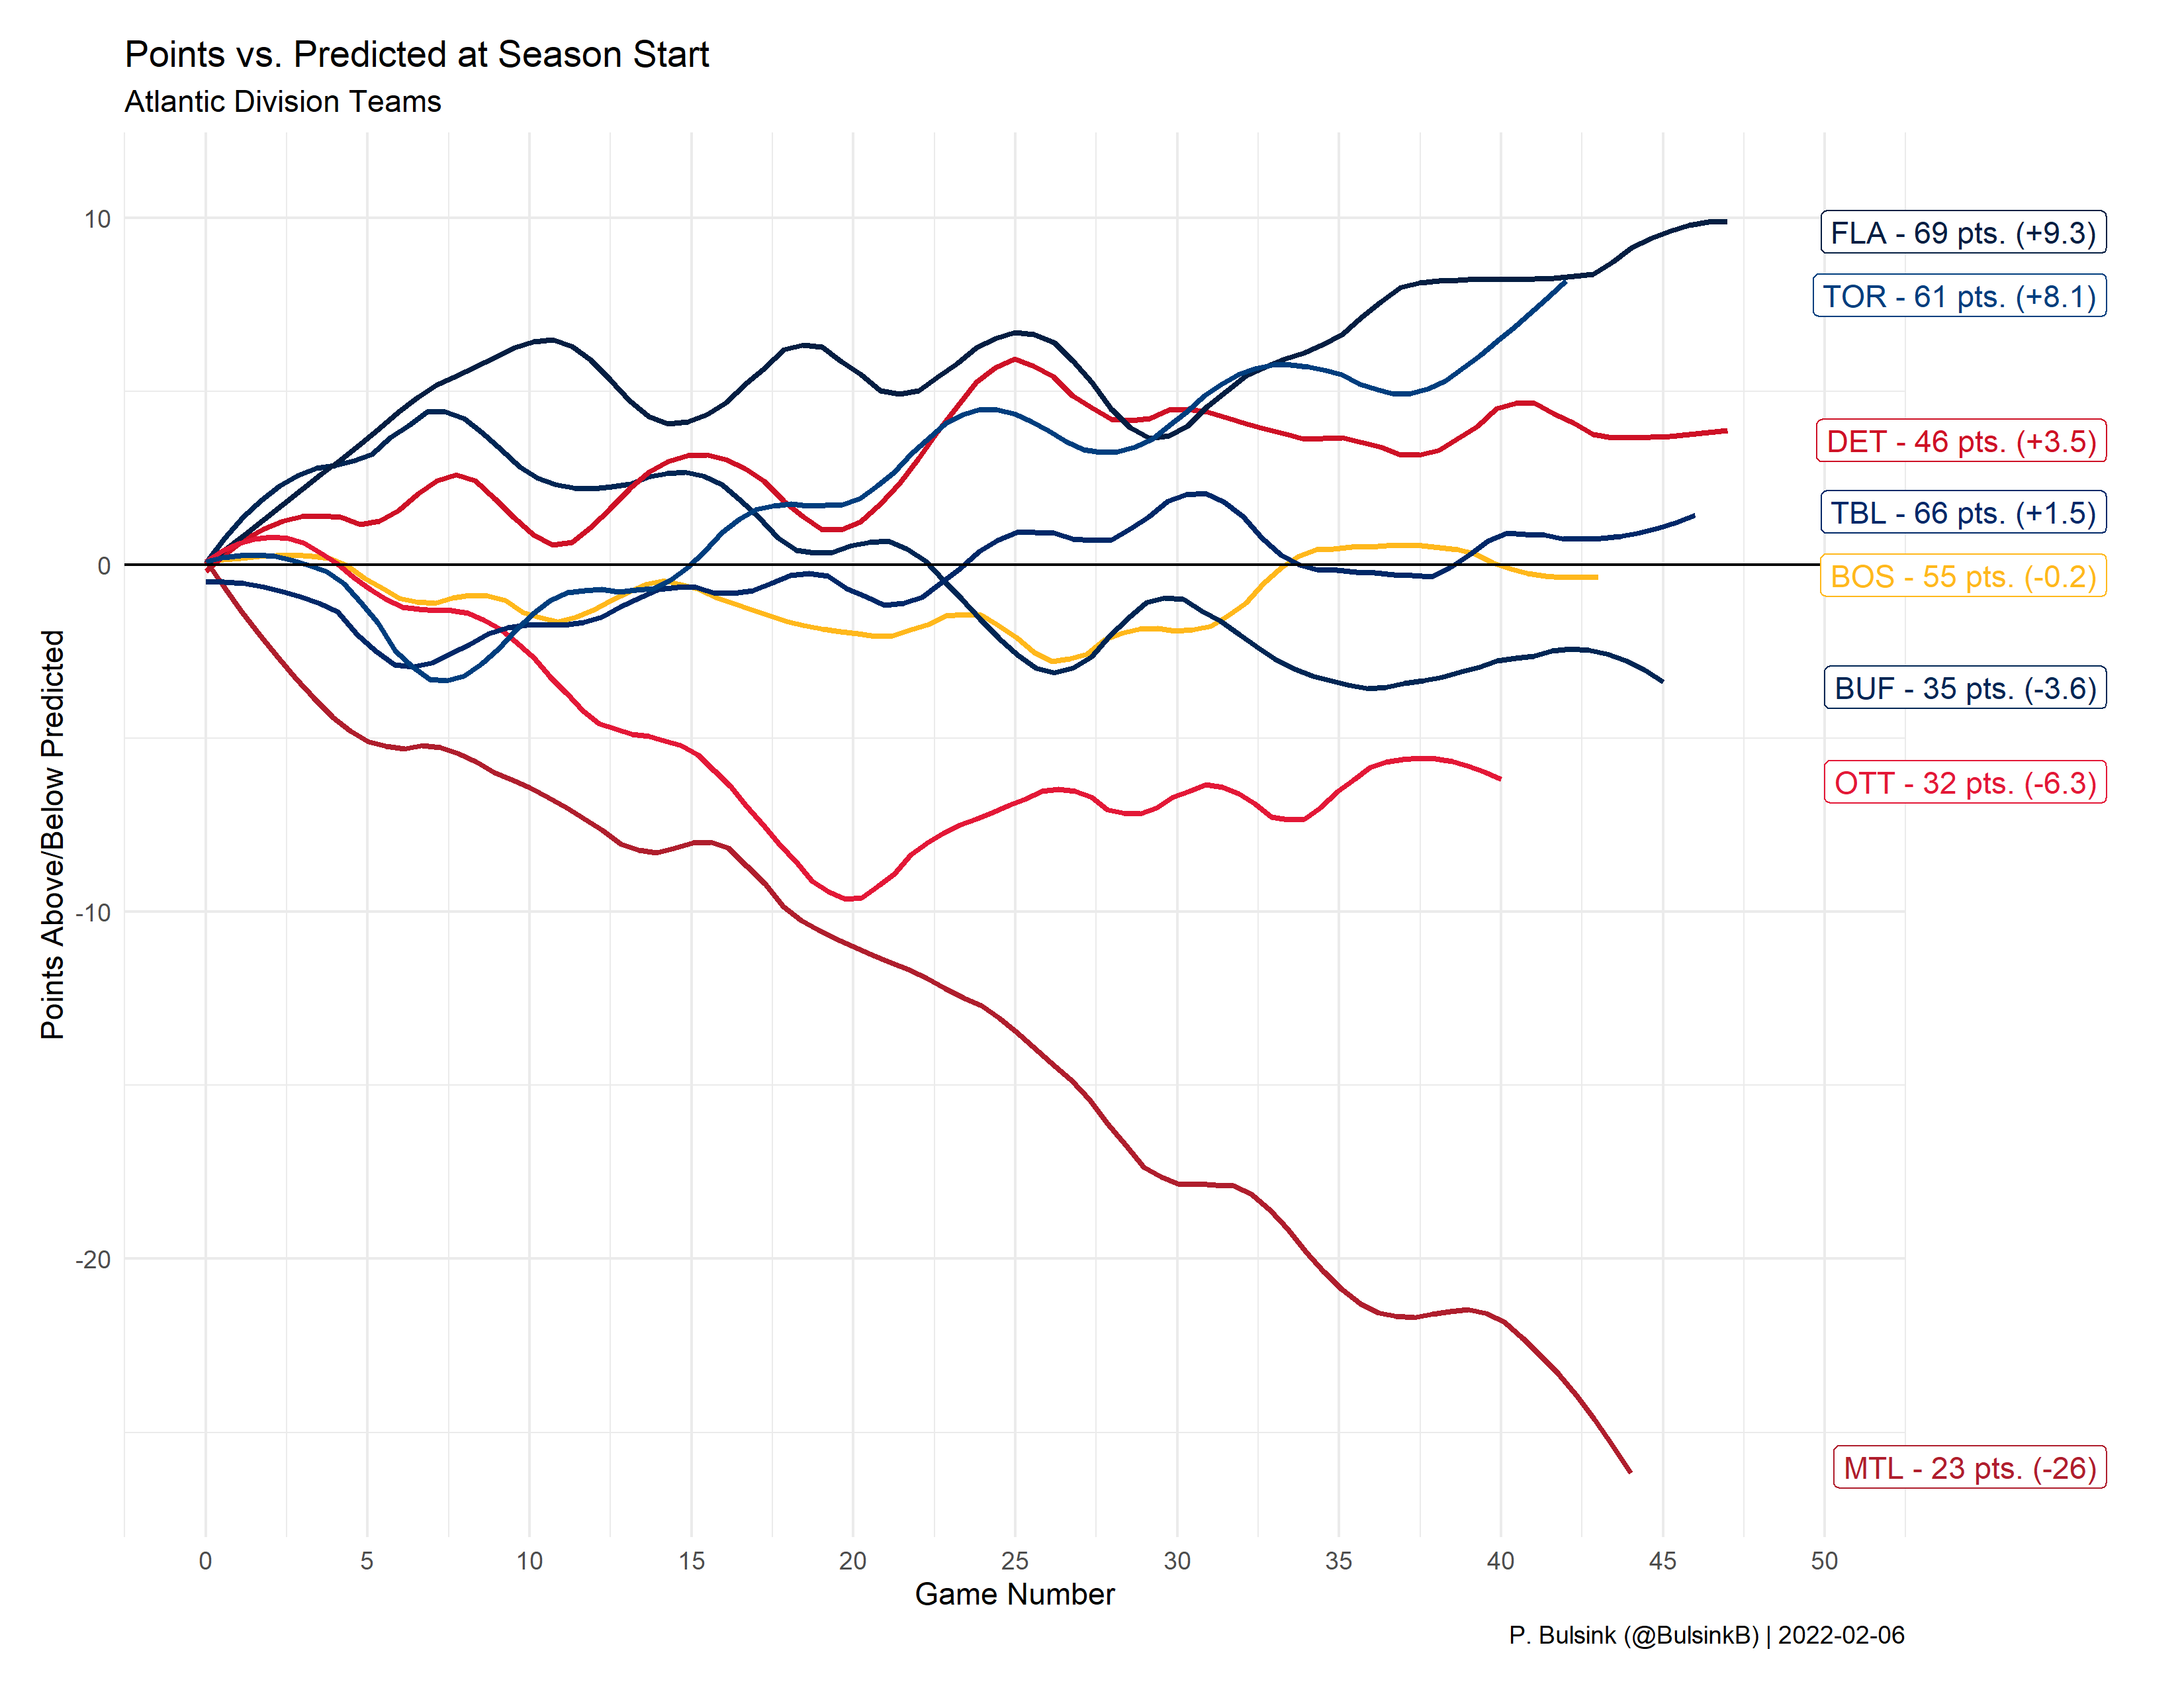 Points vs. Predicted at Season Start
Atlantic Division Teams
Points Above/Below Predicted
10
0
-10
-20
FLA - 69 pts. (+9.3)
TOR - 61 pts. (+8.1)
DET - 46 pts. (+3.5)
TBL - 66 pts. (+1.5)
BOS - 55 pts. (-0.2)
BUF - 35 pts. (-3.6)
OTT - 32 pts. (-6.3)
MTL - 23 pts. (-26)
0 5 10 15 20 25 30 35 40 45 50
Game Number
P. Bulsink (@BulsinkB) | 2022-02-06